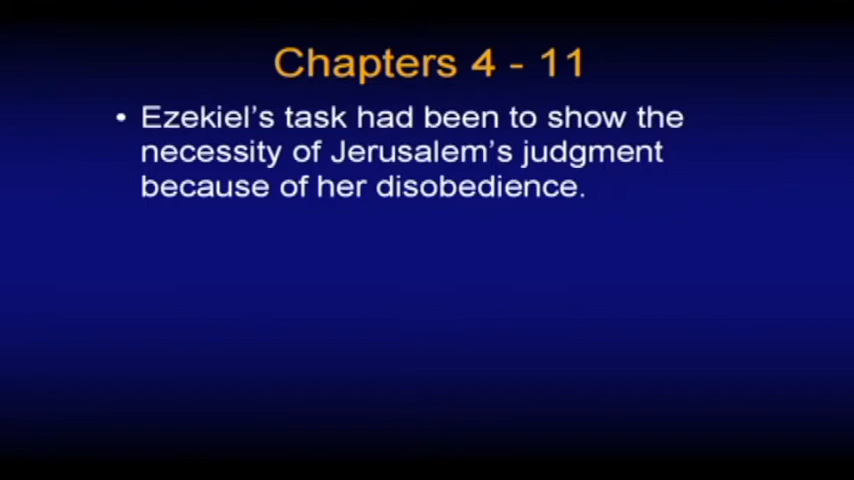 Chapters 4 - 11
• Ezekiel's task had been to show the
necessity of Jerusalem's judgment
because of her disobedience.